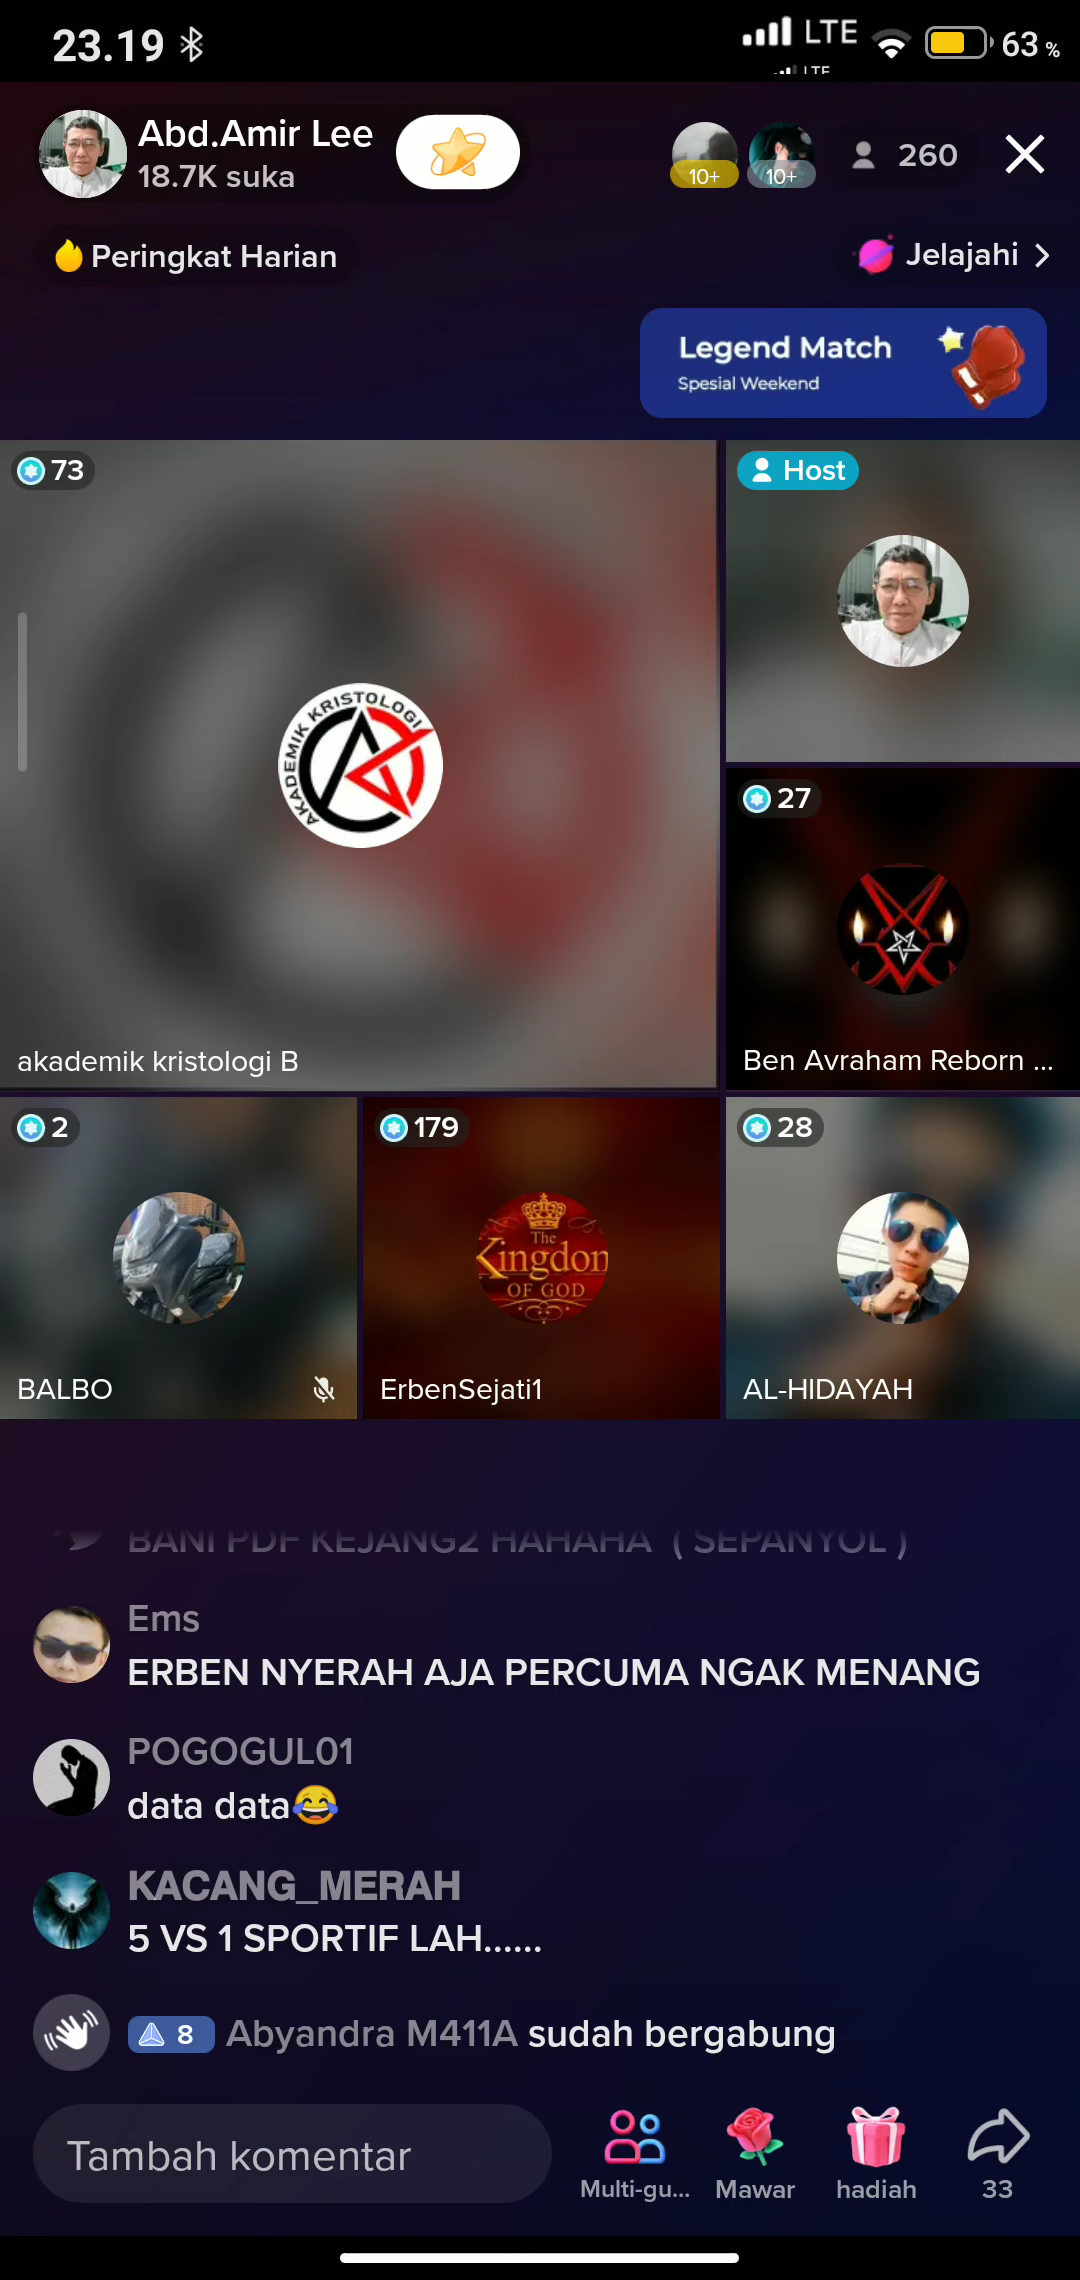 23.19
LTE
LTE
63 %
Abd.Amir Lee
18.7K suka
10+
10+
260
Peringkat Harian
Jelajahi
Legend Match
Spesial Weekend
73
AKADEMIK KRISTOLOGI
akademik kristologi B
Host
27
Ben Avraham Reborn ...
2
BALBO
179
The
Kingdom
OF GOD
ErbenSejati1
28
AL-HIDAYAH
BANI PDF KEJANG2 HAHAHA ( SEPANYOL )
Ems
ERBEN NYERAH AJA PERCUMA NGAK MENANG
POGOGUL01
data data😂
KACANG_MERAH
5 VS 1 SPORTIF LAH......
8 Abyandra M411A sudah bergabung
Tambah komentar
Multi-gu...
Mawar
hadiah
33